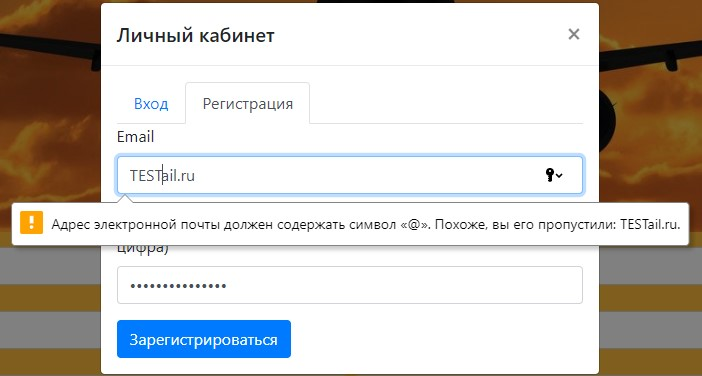 Личный кабинет ×
Вход Регистрация
Email
TESTail.ru
Адрес электронной почты должен содержать символ «@». Похоже, вы его пропустили: TESTail.ru.
цифра)
•••••••••••••••
Зарегистрироваться